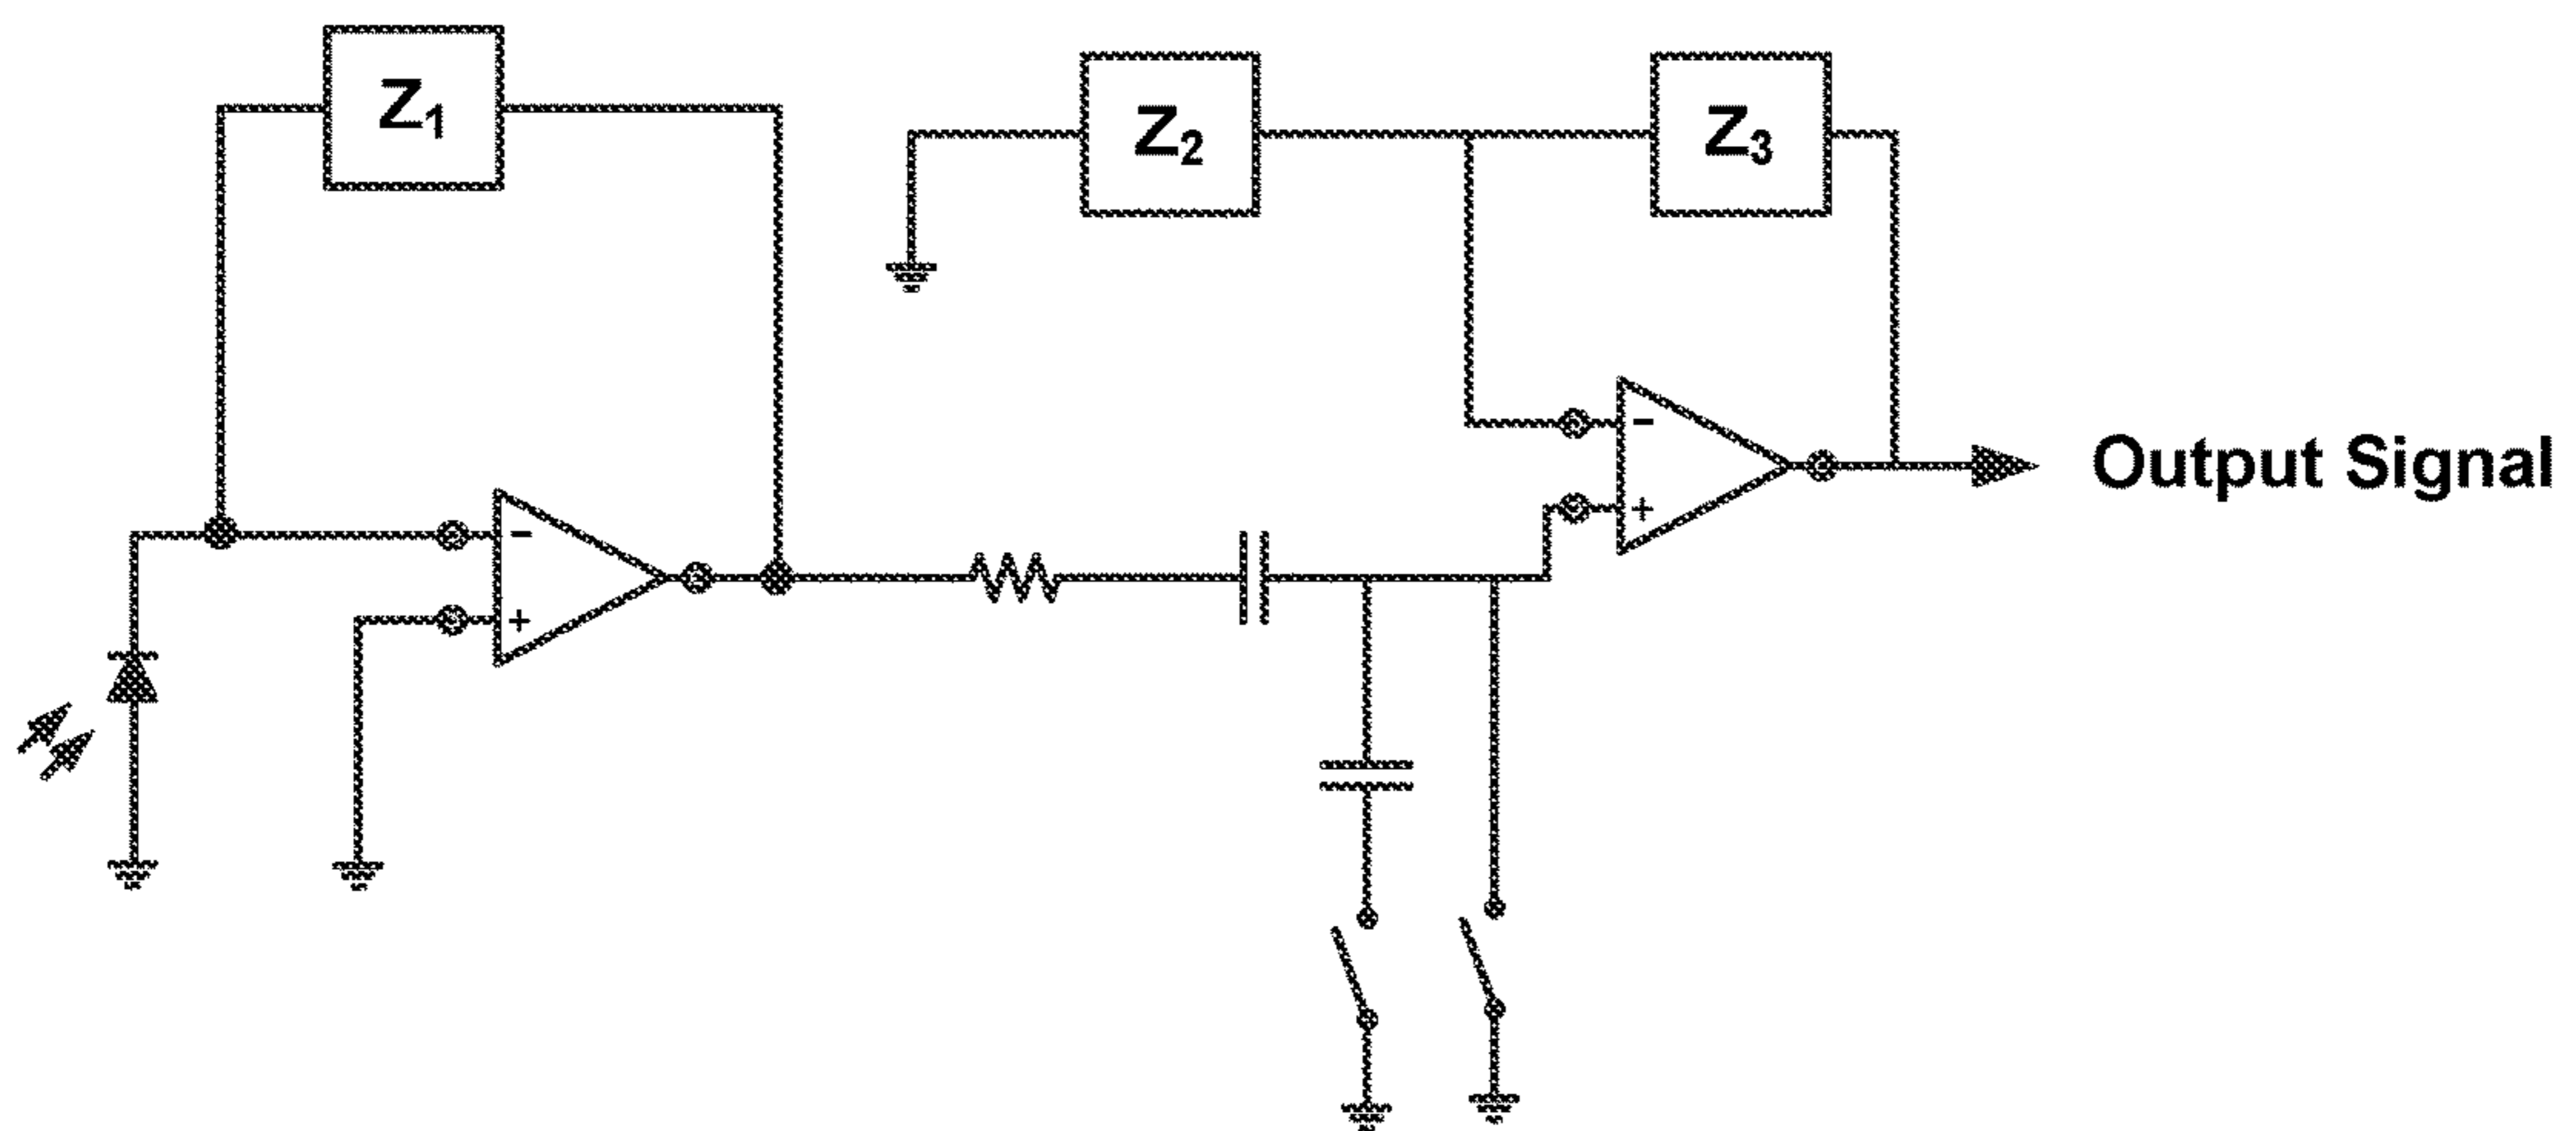 Z₁
Z₂
Z₃
-
+
-
+
Output Signal